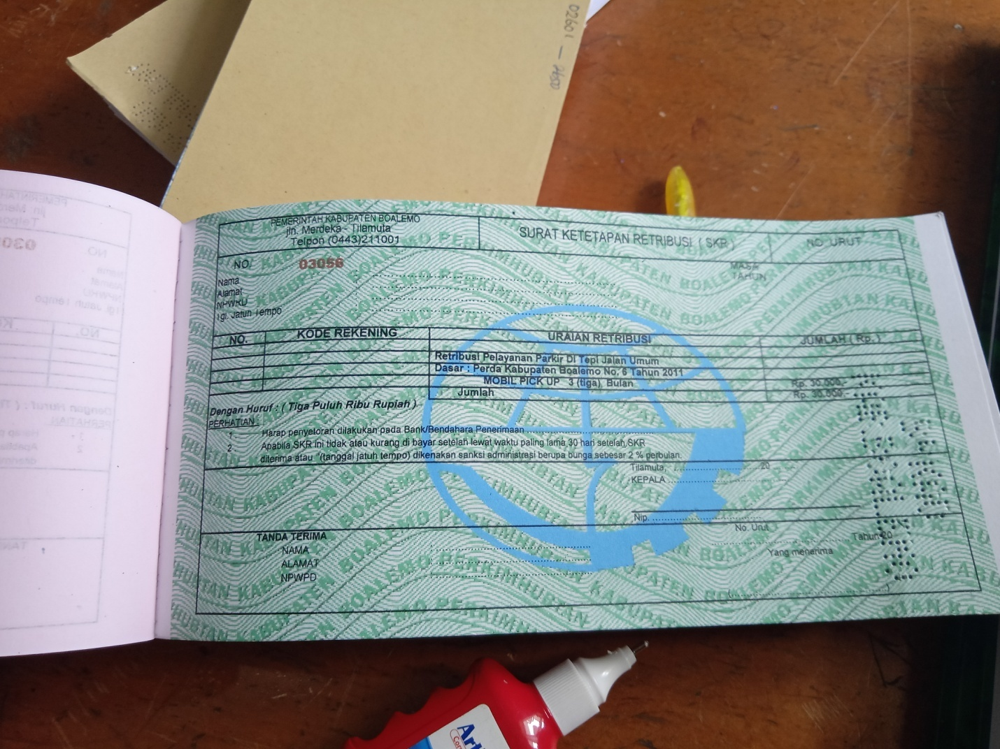 02601
PEMERINTAH KABUPATEN BOALEMO
jln. Merdeka - Tilamuta
Telpon (0443)211001
SURAT KETETAPAN RETRIBUSI ( SKR )
NO. URUT
NO. 03056
MASA
TAHUN
Nama
Alamat
NPWRD
Tgl. Jatuh Tempo
NO. KODE REKENING URAIAN RETRIBUSI JUMLAH ( Rp. )
Retribusi Pelayanan Parkir Di Tepi Jalan Umum
Dasar : Perda Kabupaten Boalemo No. 6 Tahun 2011
MOBIL PICK UP 3 (tiga) Bulan Rp. 30.000,-
Jumlah Rp. 30.000,-
Dengan Huruf : ( Tiga Puluh Ribu Rupiah )
PERHATIAN :
1. Harap penyetoran dilakukan pada Bank/Bendahara Penerimaan
2. Apabila SKR ini tidak atau kurang di bayar setelah lewat waktu paling lama 30 hari setelah SKR
diterima atau "(tanggal jatuh tempo) dikenakan sanksi administrasi berupa bunga sebesar 2 % perbulan.
Tilamuta, 20
KEPALA
Nip.
No. Urut
TANDA TERIMA
Tahun 20
NAMA
Yang menerima
ALAMAT
NPWPD
Art